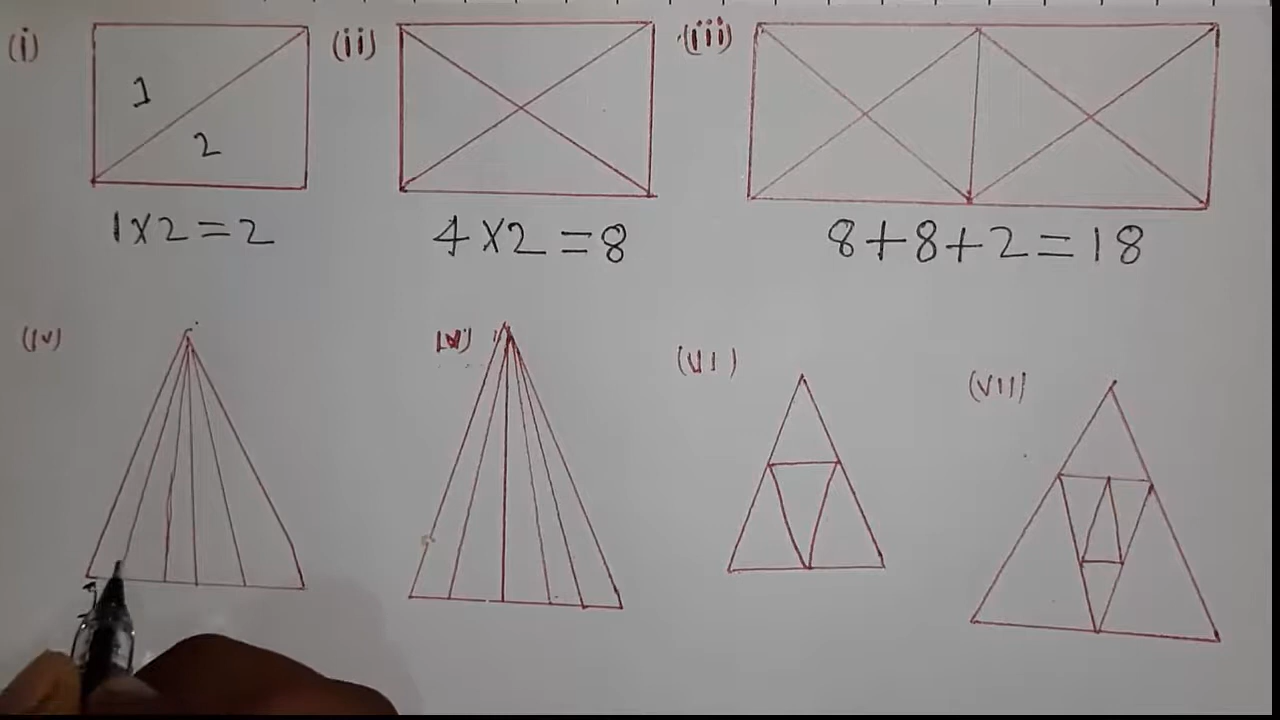 (i) (ii) (iii)
1
2
1x2=2 4x2=8 8+8+2=18
(IV) (VI) (VII)